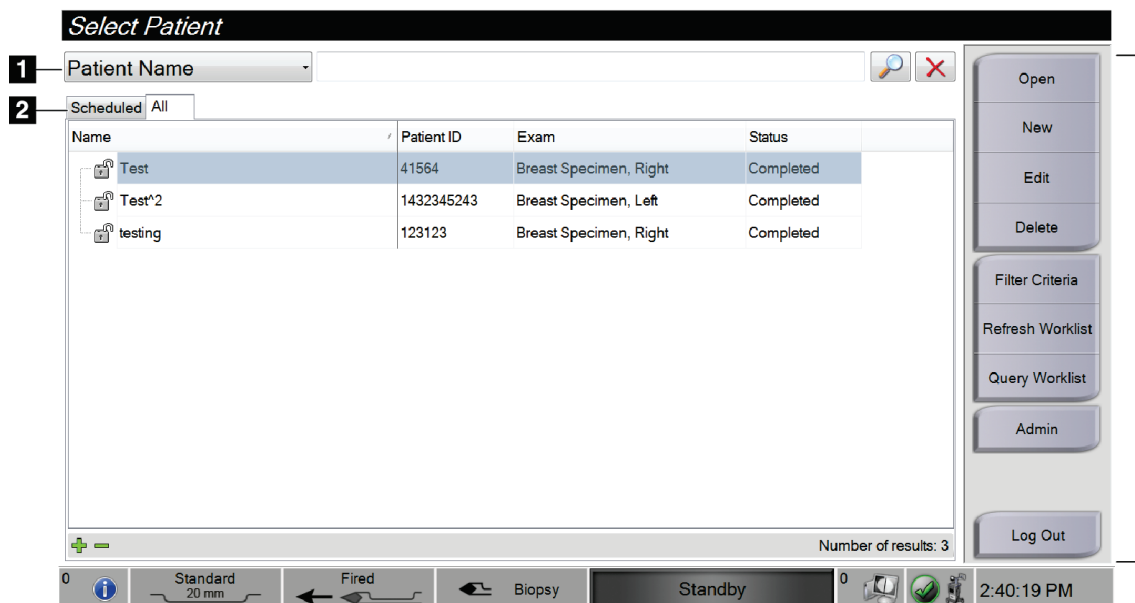 Select Patient
1 Patient Name
2 Scheduled All
Name Patient ID Exam Status
Test 41564 Breast Specimen, Right Completed
Test^2 1432345243 Breast Specimen, Left Completed
testing 123123 Breast Specimen, Right Completed
Number of results: 3
Open
New
Edit
Delete
Filter Criteria
Refresh Worklist
Query Worklist
Admin
Log Out
0 Standard Fired Biopsy Standby 0 2:40:19 PM
20 mm